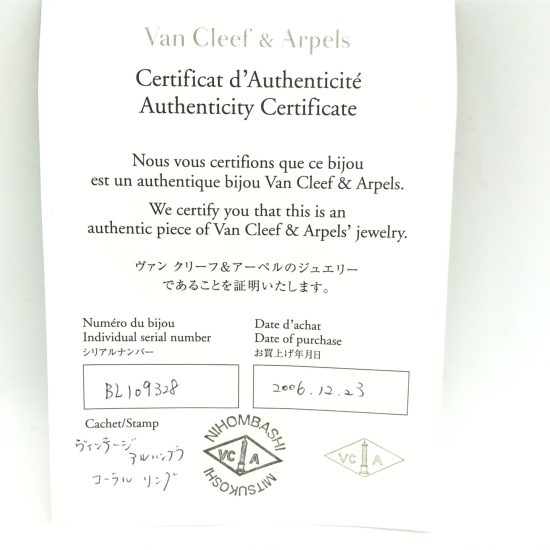 Van Cleef & Arpels
Certificat d'Authenticité
Authenticity Certificate
Nous vous certifions que ce bijou
est un authentique bijou Van Cleef & Arpels.
We certify you that this is an
authentic piece of Van Cleef & Arpels' jewelry.
ヴァン クリーフ&アーペルのジュエリー
であることを証明いたします。
Numéro du bijou
Individual serial number
シリアルナンバー
BL109328
Date d'achat
Date of purchase
お買上げ年月日
2006.12.23
Cachet/Stamp
ヴィンテージ
アルハンブラ
コーラル リング
NIHOMBASHI
VC A
MITSUKOSHI
VC A